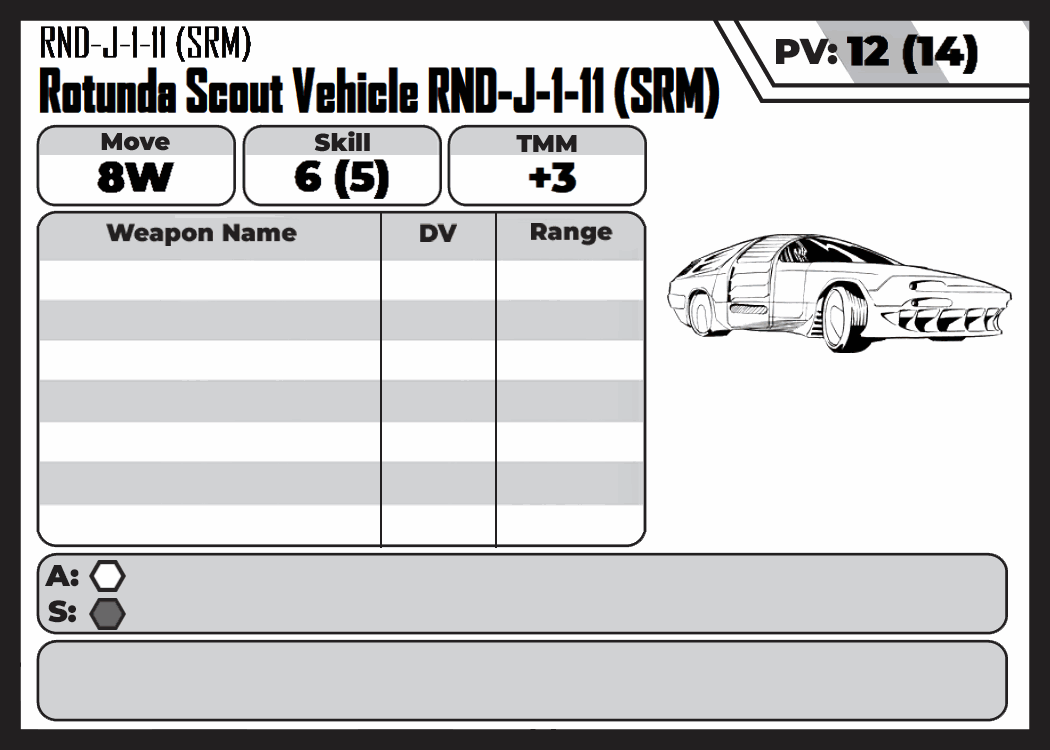 RND-J-1-11 (SRM)
Rotunda Scout Vehicle RND-J-1-11 (SRM)
PV: 12 (14)
Move
8W
Skill
6 (5)
TMM
+3
Weapon Name DV Range
A:
S: